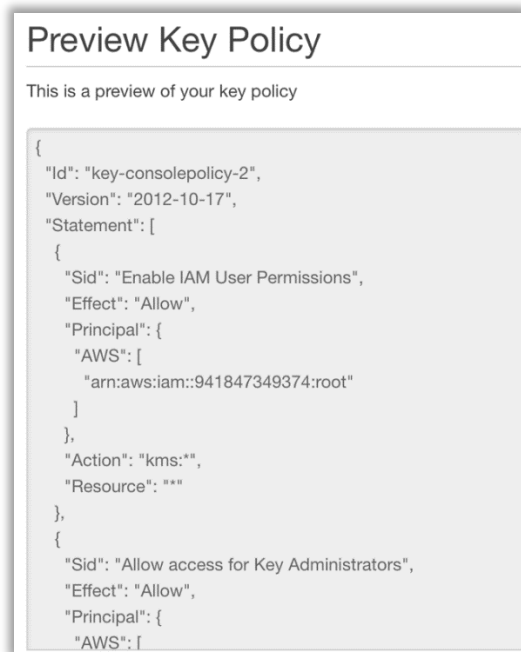 Preview Key Policy
This is a preview of your key policy
{
"Id": "key-consolepolicy-2",
"Version": "2012-10-17",
"Statement": [
{
"Sid": "Enable IAM User Permissions",
"Effect": "Allow",
"Principal": {
"AWS": [
"arn:aws:iam::941847349374:root"
]
},
"Action": "kms:*",
"Resource": "*"
},
{
"Sid": "Allow access for Key Administrators",
"Effect": "Allow",
"Principal": {
"AWS": [